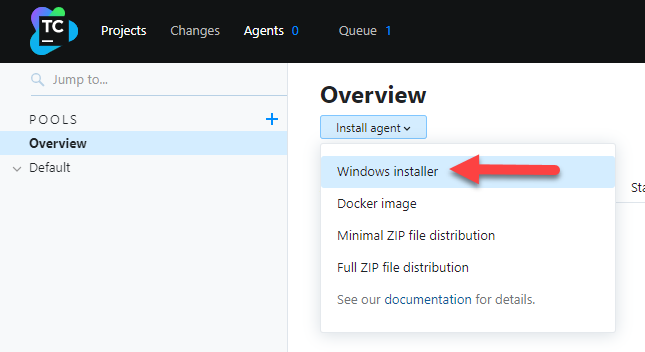 TC
Projects
Changes
Agents 0
Queue 1
Jump to...
POOLS
Overview
Default
Overview
Install agent
Windows installer
Docker image
Minimal ZIP file distribution
Full ZIP file distribution
See our documentation for details.